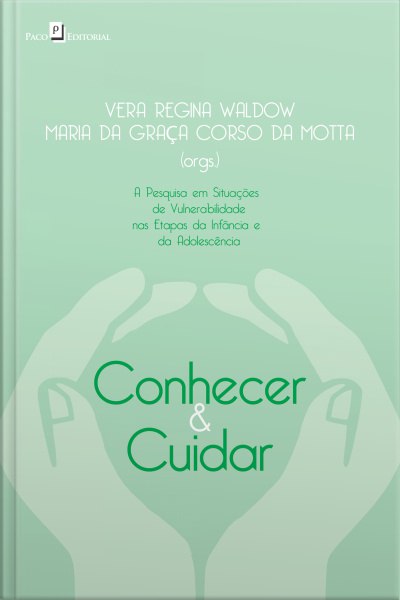 PACO P EDITORIAL
VERA REGINA WALDOW
MARIA DA GRAÇA CORSO DA MOTTA
(orgs.)
A Pesquisa em Situações
de Vulnerabilidade
nas Etapas da Infância e
da Adolescência
Conhecer
&
Cuidar